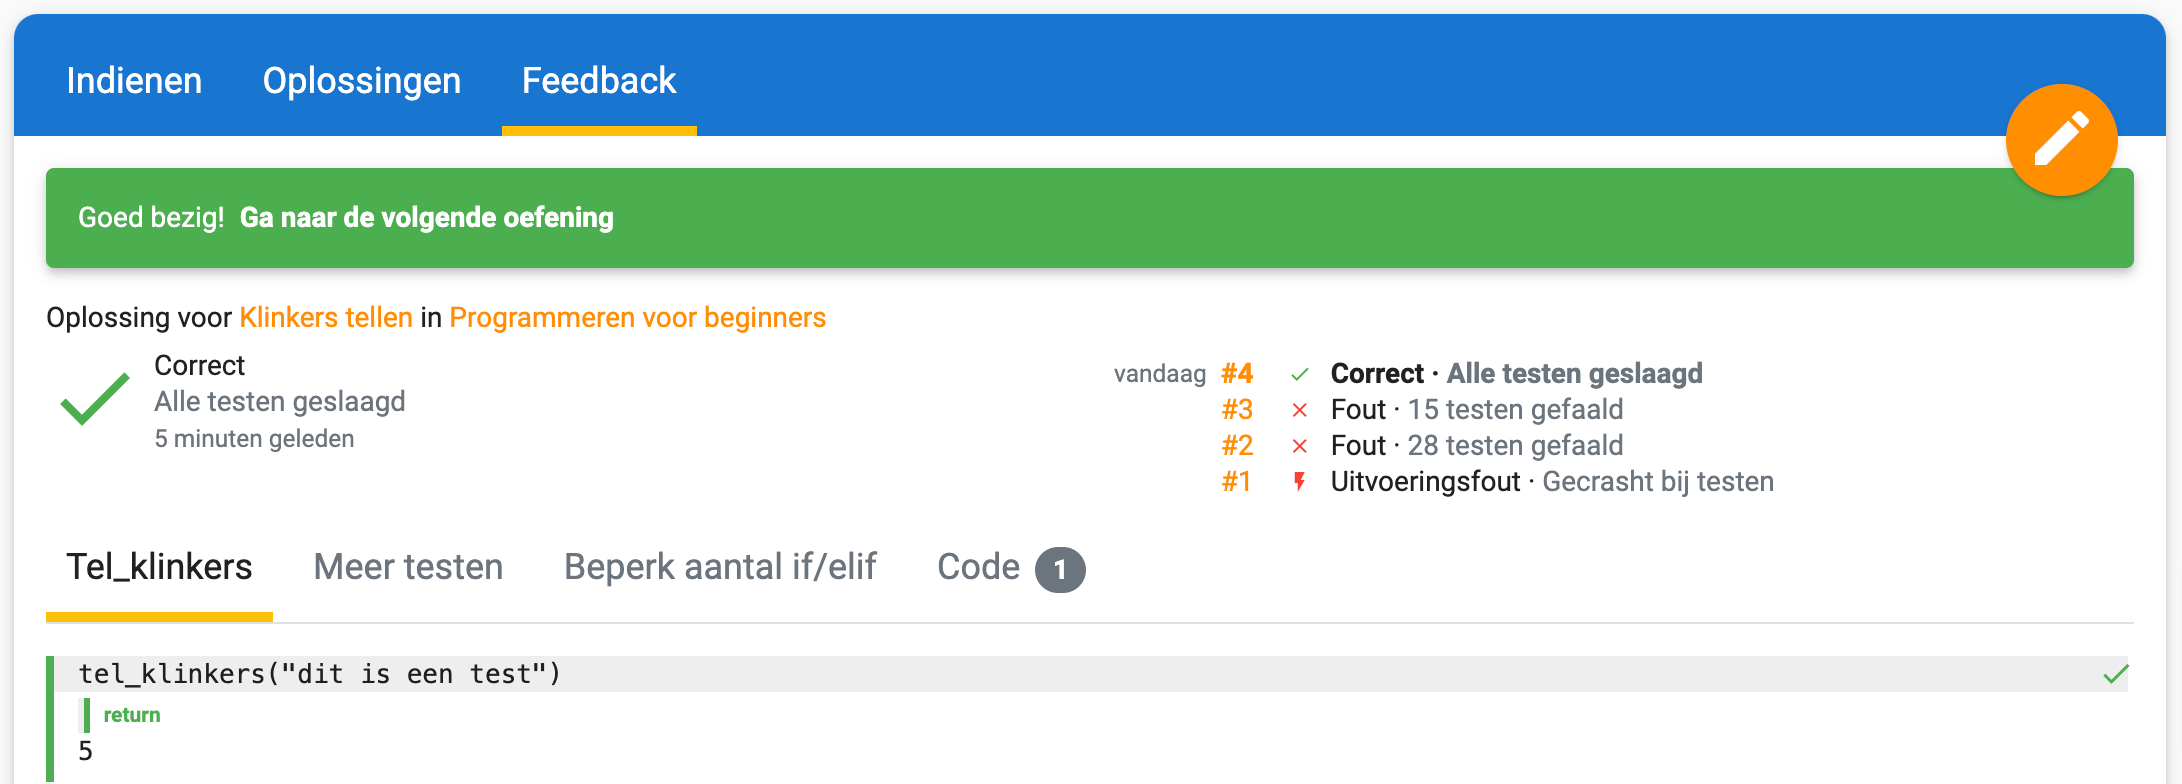 Indienen Oplossingen Feedback
Goed bezig! Ga naar de volgende oefening
Oplossing voor Klinkers tellen in Programmeren voor beginners
Correct
Alle testen geslaagd
5 minuten geleden
vandaag #4 Correct · Alle testen geslaagd
#3 Fout · 15 testen gefaald
#2 Fout · 28 testen gefaald
#1 Uitvoeringsfout · Gecrasht bij testen
Tel_klinkers Meer testen Beperk aantal if/elif Code 1
tel_klinkers("dit is een test")
return
5